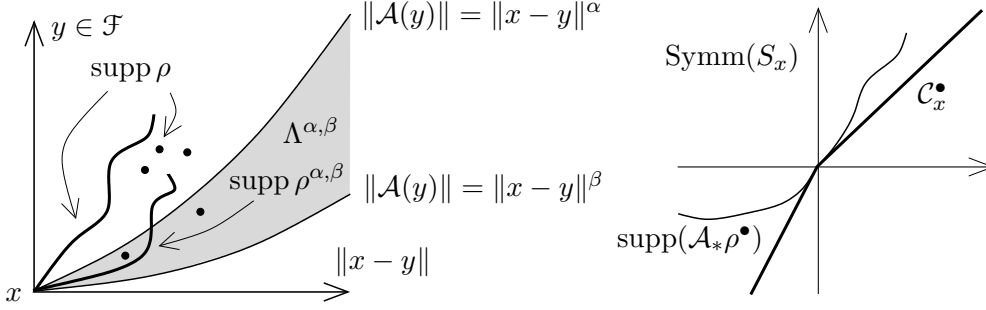 y ∈ ℱ
‖𝒜(y)‖ = ‖x − y‖^α
supp ρ
Λ^{α,β}
supp ρ^{α,β}
‖𝒜(y)‖ = ‖x − y‖^β
‖x − y‖
x
Symm(S_x)
𝒞_x^•
supp(𝒜_*ρ^•)